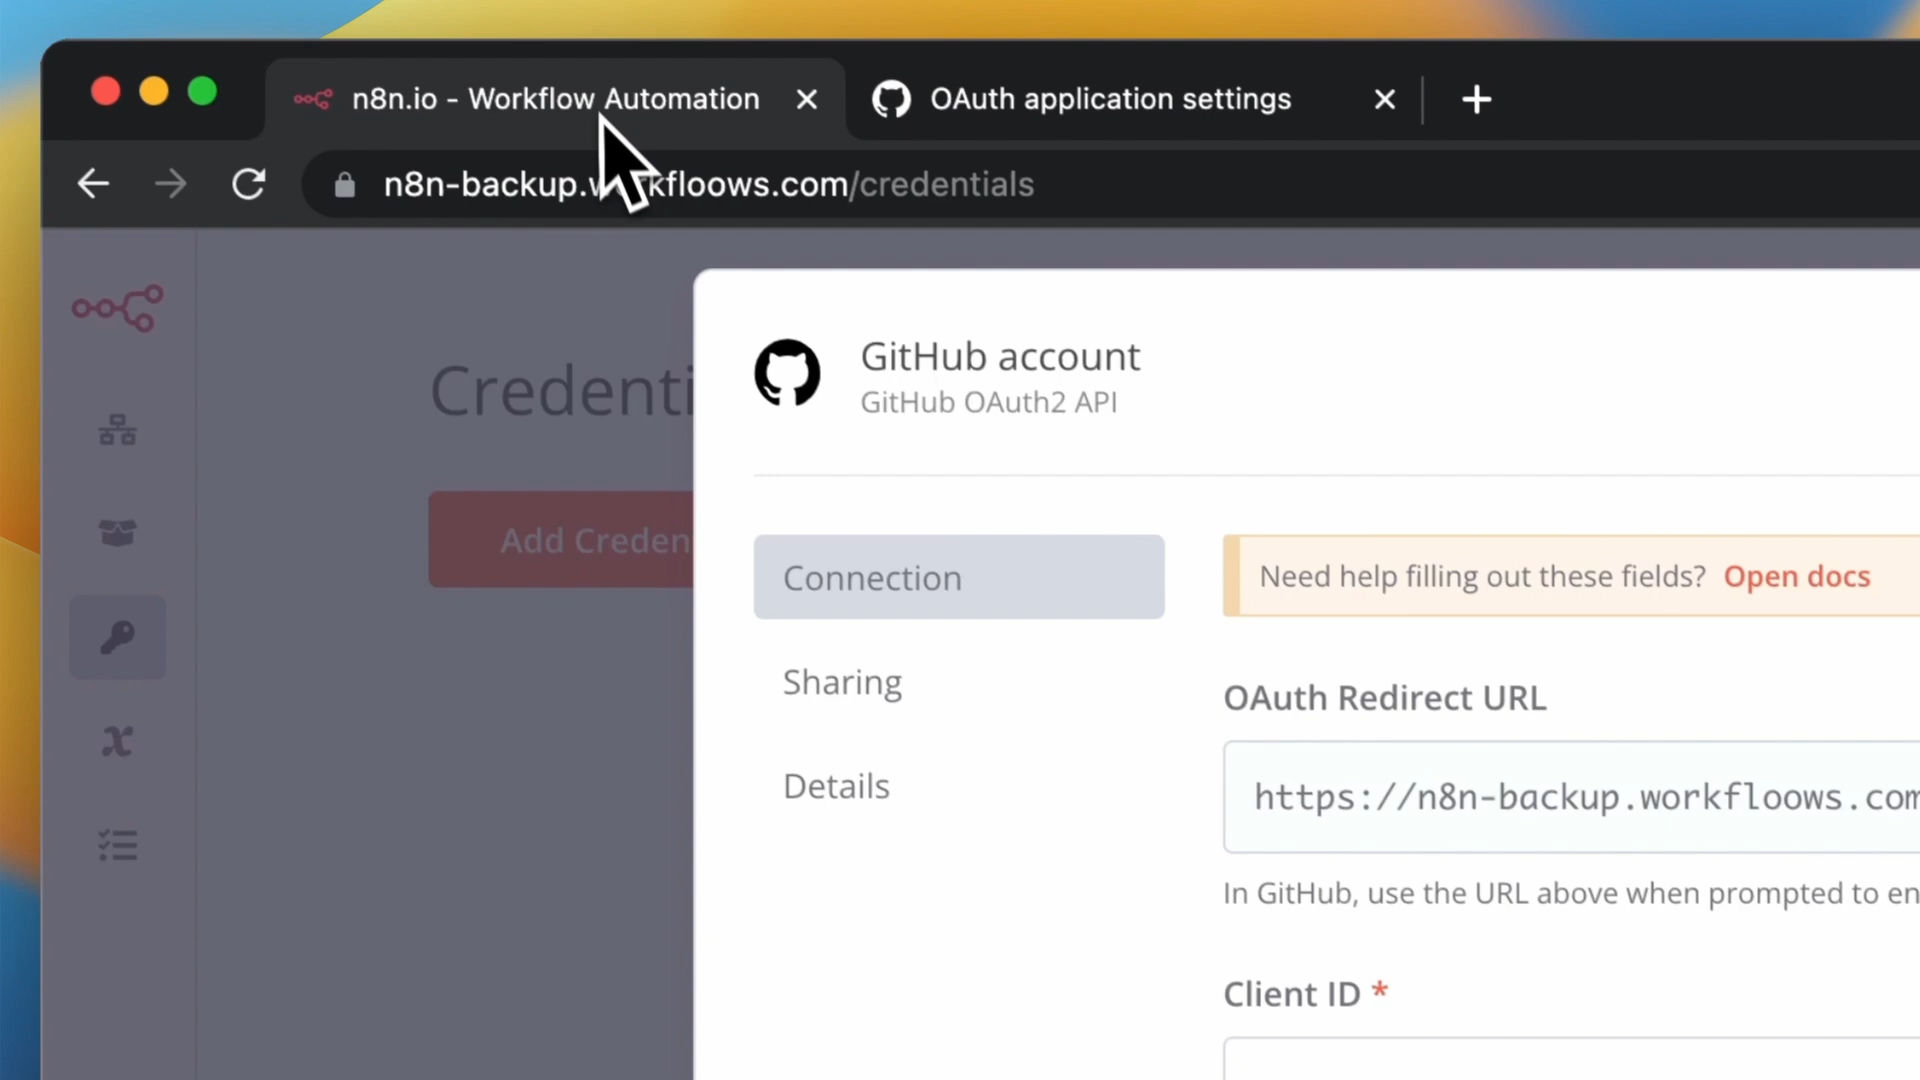 n8n.io - Workflow Automation
OAuth application settings
n8n-backup.workfloows.com/credentials
Credenti
Add Creden
GitHub account
GitHub OAuth2 API
Connection
Sharing
Details
Need help filling out these fields? Open docs
OAuth Redirect URL
https://n8n-backup.workfloows.com
In GitHub, use the URL above when prompted to en
Client ID *